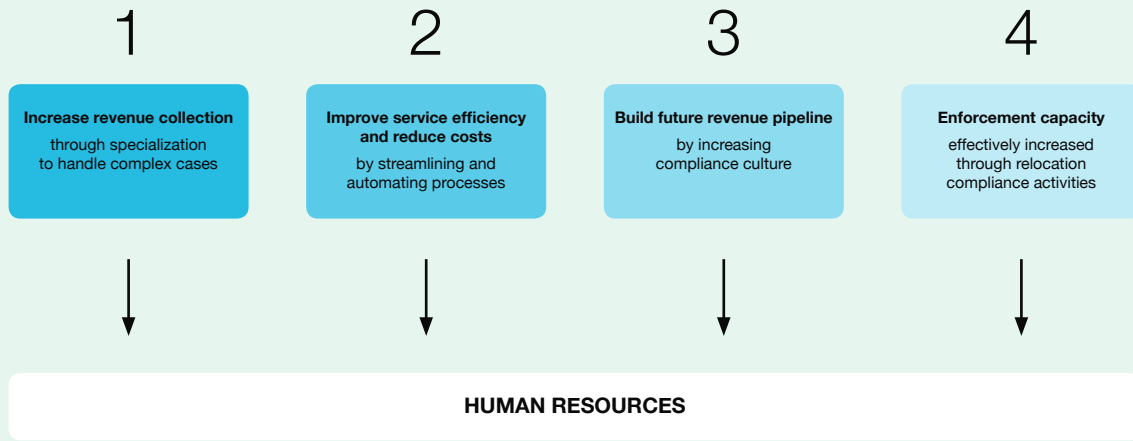 1
Increase revenue collection
through specialization
to handle complex cases
2
Improve service efficiency
and reduce costs
by streamlining and
automating processes
3
Build future revenue pipeline
by increasing
compliance culture
4
Enforcement capacity
effectively increased
through relocation
compliance activities
HUMAN RESOURCES